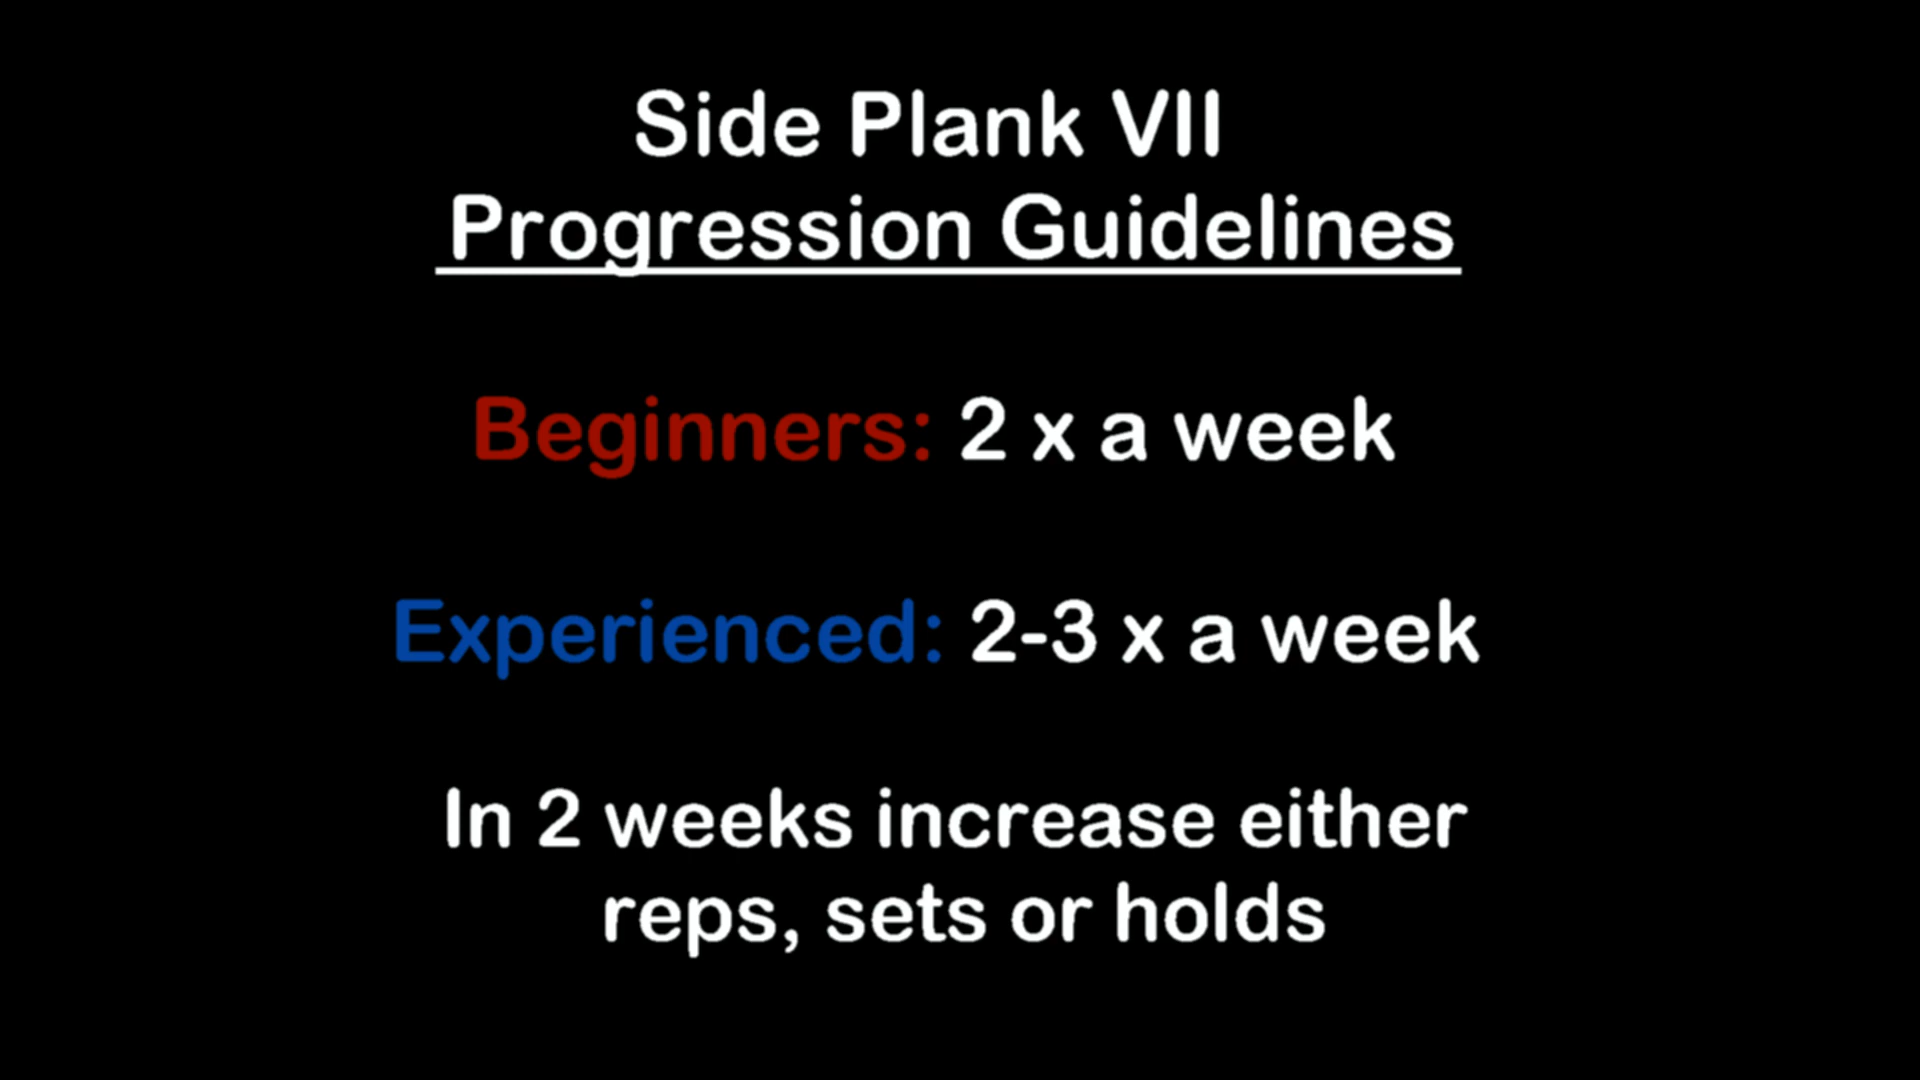 Side Plank VII
Progression Guidelines
Beginners: 2 x a week
Experienced: 2-3 x a week
In 2 weeks increase either
reps, sets or holds